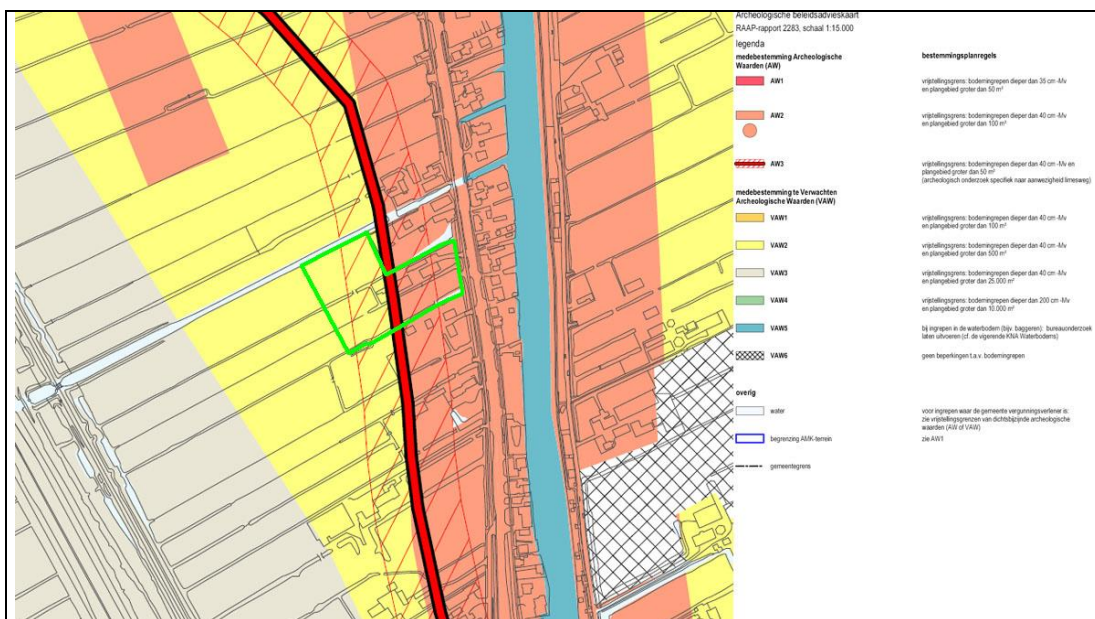 Archeologische beleidsadvieskaart
RAAP-rapport 2283, schaal 1:15.000
legenda
medebestemming Archeologische
Waarden (AW)
bestemmingsplanregels
AW1
vrijstellingsgrens: bodemingrepen dieper dan 35 cm -Mv
en plangebied groter dan 50 m²
AW2
vrijstellingsgrens: bodemingrepen dieper dan 40 cm -Mv
en plangebied groter dan 100 m²
AW3
vrijstellingsgrens: bodemingrepen dieper dan 40 cm -Mv en
plangebied groter dan 50 m²
(archeologisch onderzoek specifiek naar aanwezigheid limesweg)
medebestemming te Verwachten
Archeologische Waarden (VAW)
VAW1
vrijstellingsgrens: bodemingrepen dieper dan 40 cm -Mv
en plangebied groter dan 100 m²
VAW2
vrijstellingsgrens: bodemingrepen dieper dan 40 cm -Mv
en plangebied groter dan 500 m²
VAW3
vrijstellingsgrens: bodemingrepen dieper dan 40 cm -Mv
en plangebied groter dan 25.000 m²
VAW4
vrijstellingsgrens: bodemingrepen dieper dan 200 cm -Mv
en plangebied groter dan 10.000 m²
VAW5
bij ingrepen in de waterbodem (bijv. baggeren): bureauonderzoek
laten uitvoeren (cf. de vigerende KNA Waterbodems)
VAW6
geen beperkingen t.a.v. bodemingrepen
overig
water
voor ingrepen waar de gemeente vergunningverlener is:
zie vrijstellingsgrenzen van dichtstbijzijnde archeologische
waarden (AW of VAW)
begrenzing AMK-terrein
zie AW1
gemeentegrens